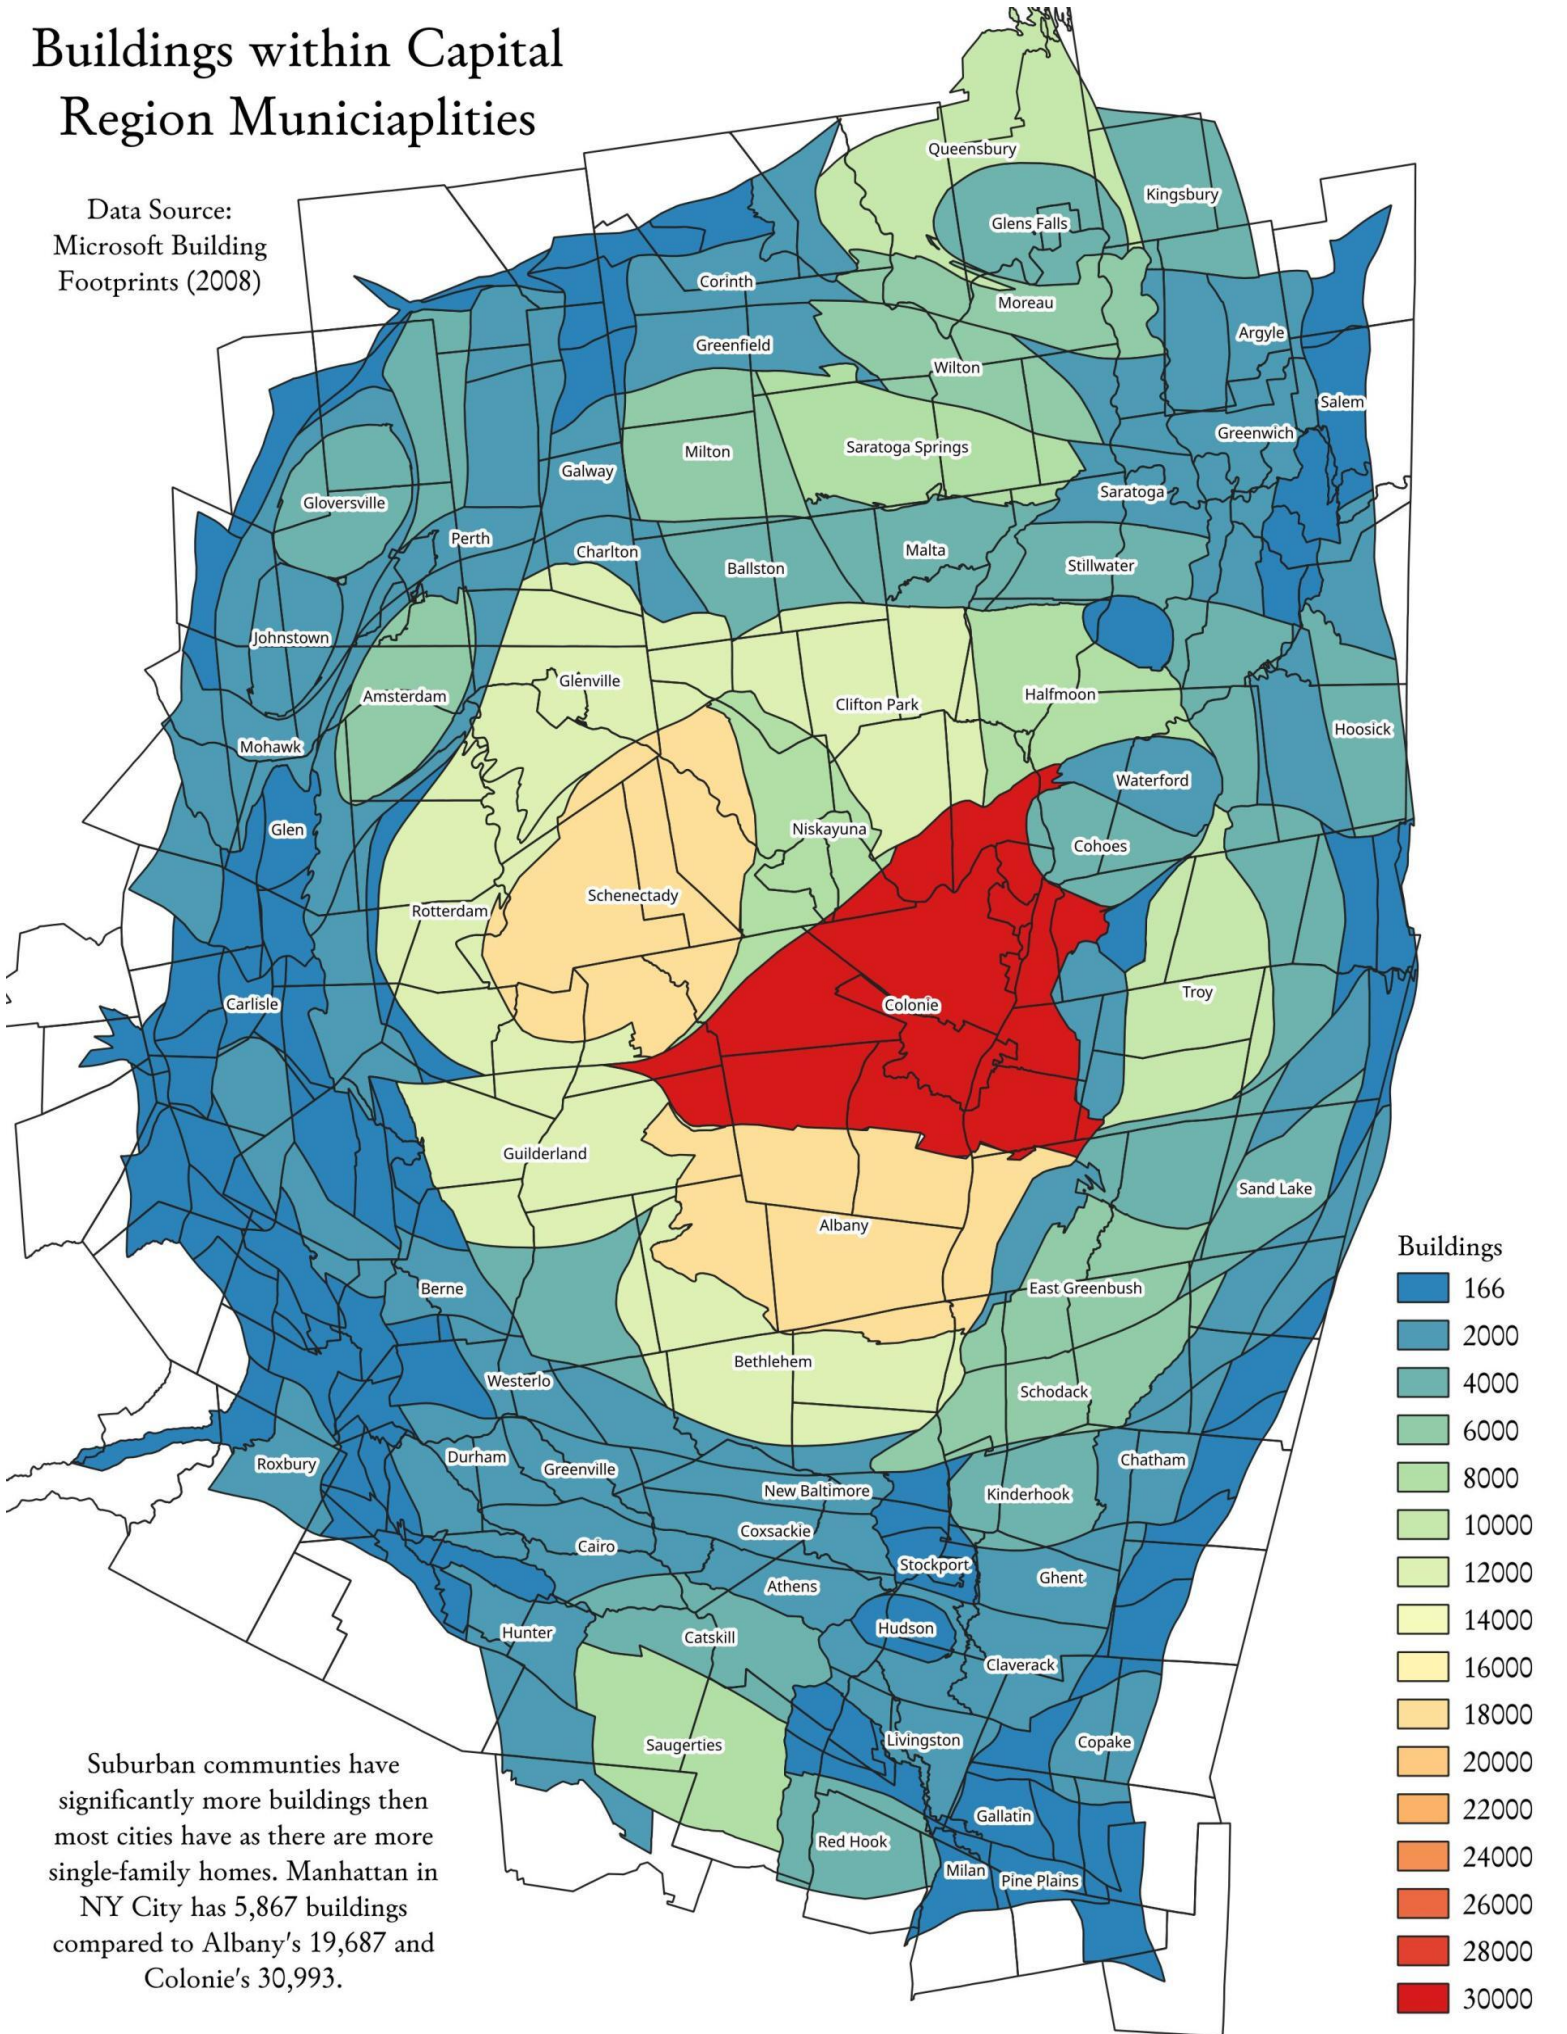 Buildings within Capital
Region Municiaplities
Data Source:
Microsoft Building
Footprints (2008)
Queensbury
Kingsbury
Glens Falls
Corinth
Moreau
Argyle
Greenfield
Wilton
Salem
Greenwich
Saratoga Springs
Milton
Galway
Saratoga
Gloversville
Perth
Charlton
Malta
Ballston
Stillwater
Johnstown
Glenville
Amsterdam
Halfmoon
Clifton Park
Hoosick
Mohawk
Waterford
Glen
Niskayuna
Cohoes
Schenectady
Rotterdam
Troy
Carlisle
Colonie
Guilderland
Sand Lake
Albany
East Greenbush
Berne
Bethlehem
Westerlo
Schodack
Durham
Chatham
Roxbury
Greenville
New Baltimore
Kinderhook
Coxsackie
Cairo
Stockport
Ghent
Athens
Hudson
Hunter
Catskill
Claverack
Livingston
Copake
Saugerties
Gallatin
Red Hook
Milan
Pine Plains
Buildings
166
2000
4000
6000
8000
10000
12000
14000
16000
18000
20000
22000
24000
26000
28000
30000
Suburban communties have
significantly more buildings then
most cities have as there are more
single-family homes. Manhattan in
NY City has 5,867 buildings
compared to Albany's 19,687 and
Colonie's 30,993.